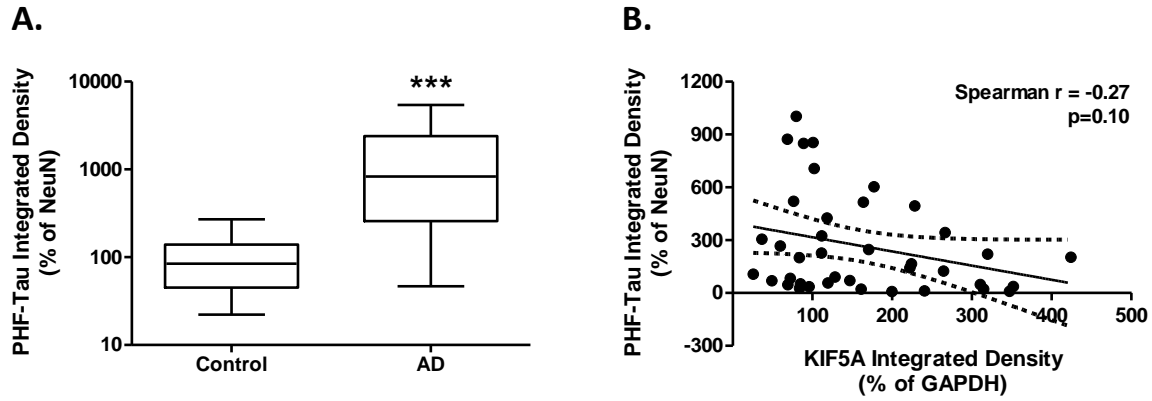 A.
PHF-Tau Integrated Density
(% of NeuN)
10000
1000
100
10
***
Control
AD
B.
PHF-Tau Integrated Density
(% of NeuN)
1200
900
600
300
0
-300
Spearman r = -0.27
p=0.10
100
200
300
400
500
KIF5A Integrated Density
(% of GAPDH)